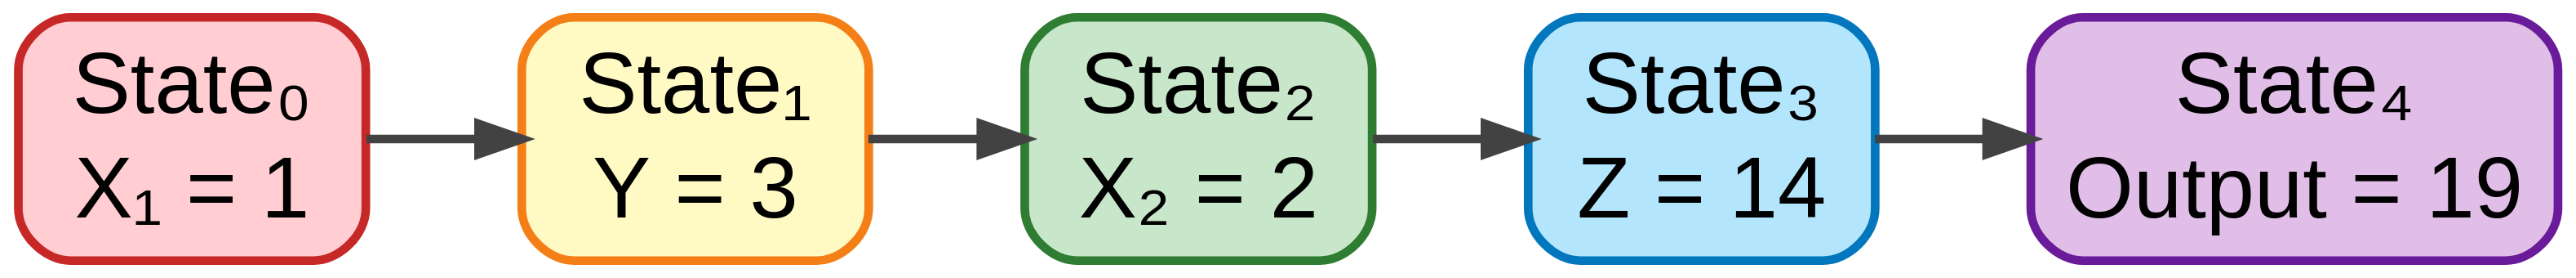 State₀
X₁ = 1
State₁
Y = 3
State₂
X₂ = 2
State₃
Z = 14
State₄
Output = 19